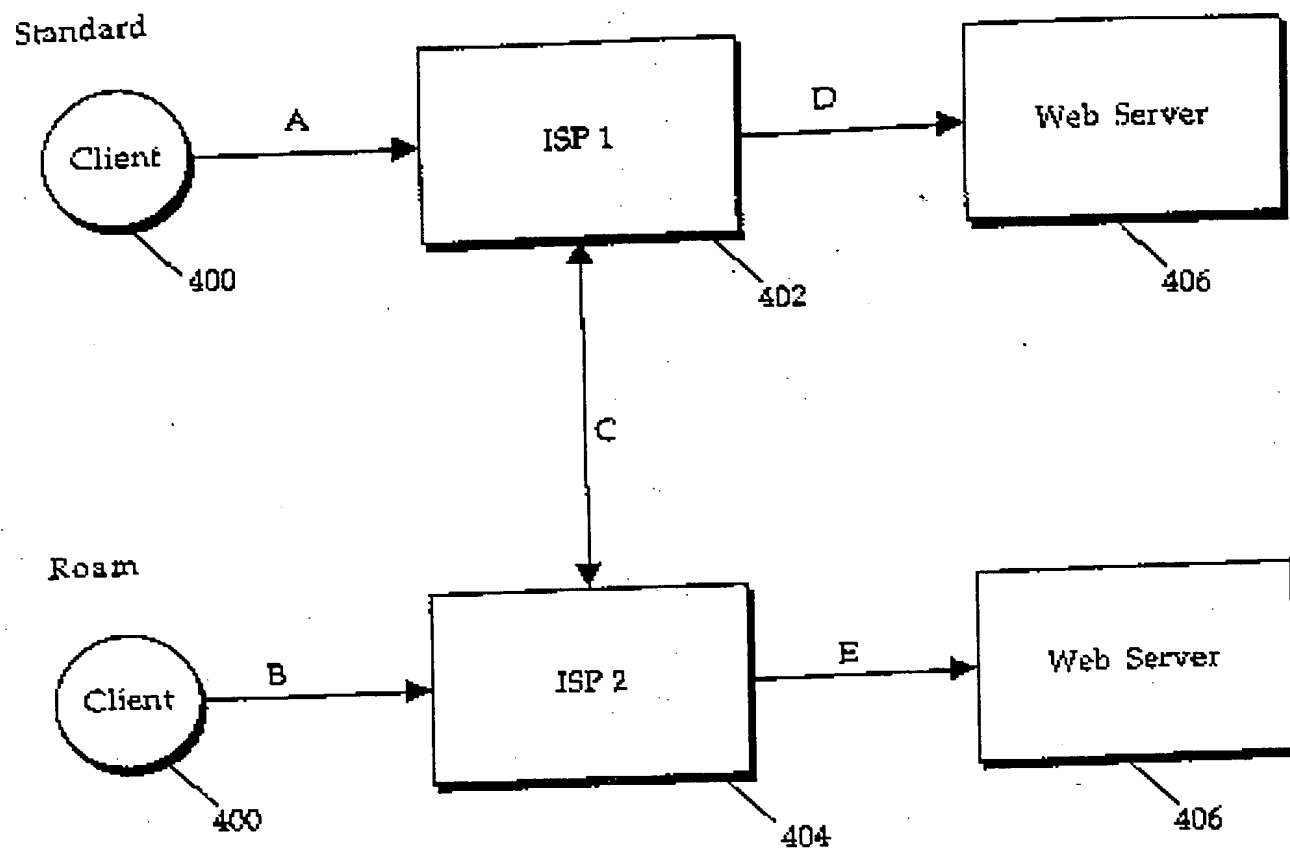 Standard
Client
A
ISP 1
D
Web Server
400
402
406
C
Roam
Client
B
ISP 2
E
Web Server
400
404
406